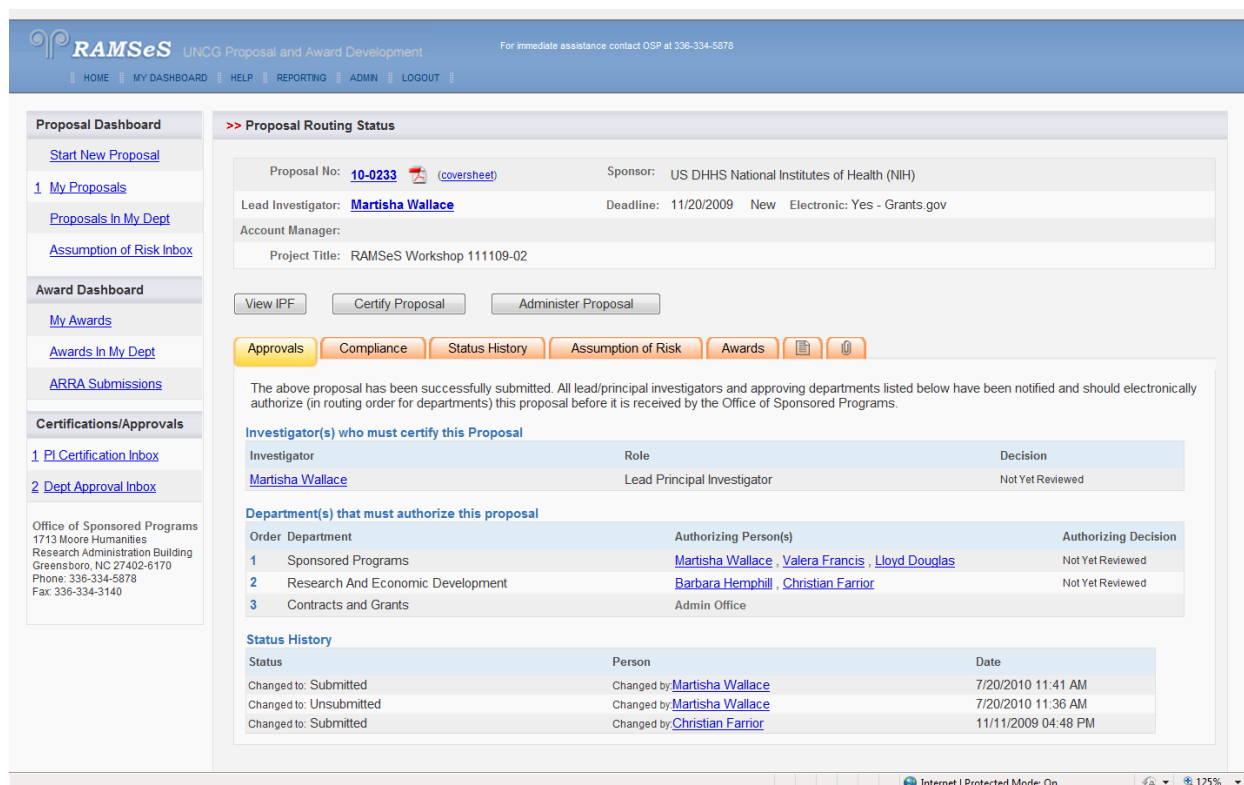 RAMSeS UNCG Proposal and Award Development
For immediate assistance contact OSP at 336-334-5878
HOME MY DASHBOARD HELP REPORTING ADMIN LOGOUT
Proposal Dashboard
Start New Proposal
1 My Proposals
Proposals In My Dept
Assumption of Risk Inbox
Award Dashboard
My Awards
Awards In My Dept
ARRA Submissions
Certifications/Approvals
1 PI Certification Inbox
2 Dept Approval Inbox
Office of Sponsored Programs
1713 Moore Humanities
Research Administration Building
Greensboro, NC 27402-6170
Phone: 336-334-5878
Fax: 336-334-3140
>> Proposal Routing Status
Proposal No: 10-0233 (coversheet) Sponsor: US DHHS National Institutes of Health (NIH)
Lead Investigator: Martisha Wallace Deadline: 11/20/2009 New Electronic: Yes - Grants.gov
Account Manager:
Project Title: RAMSeS Workshop 111109-02
View IPF Certify Proposal Administer Proposal
Approvals Compliance Status History Assumption of Risk Awards
The above proposal has been successfully submitted. All lead/principal investigators and approving departments listed below have been notified and should electronically
authorize (in routing order for departments) this proposal before it is received by the Office of Sponsored Programs.
Investigator(s) who must certify this Proposal
Investigator Role Decision
Martisha Wallace Lead Principal Investigator Not Yet Reviewed
Department(s) that must authorize this proposal
Order Department Authorizing Person(s) Authorizing Decision
1 Sponsored Programs Martisha Wallace , Valera Francis , Lloyd Douglas Not Yet Reviewed
2 Research And Economic Development Barbara Hemphill , Christian Farrior Not Yet Reviewed
3 Contracts and Grants Admin Office
Status History
Status Person Date
Changed to: Submitted Changed by:Martisha Wallace 7/20/2010 11:41 AM
Changed to: Unsubmitted Changed by:Martisha Wallace 7/20/2010 11:36 AM
Changed to: Submitted Changed by:Christian Farrior 11/11/2009 04:48 PM
Internet | Protected Mode: On 125%